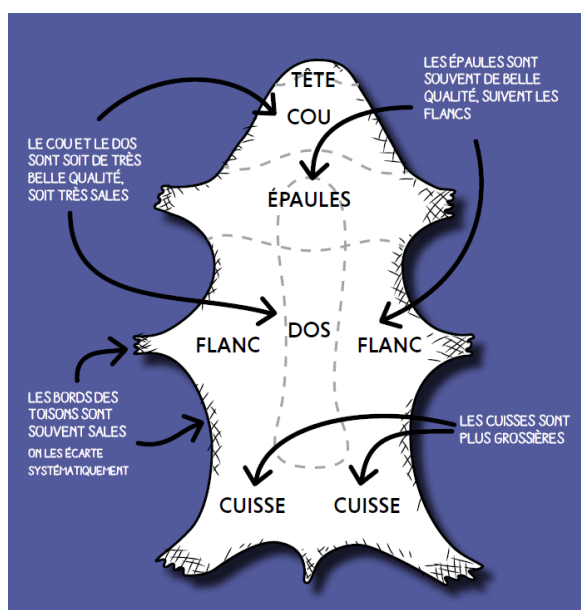 TÊTE
COU
ÉPAULES
FLANC
DOS
FLANC
CUISSE
CUISSE
LES ÉPAULES SONT
SOUVENT DE BELLE
QUALITÉ, SUIVENT LES
FLANCS
LE COU ET LE DOS
SONT SOIT DE TRÈS
BELLE QUALITÉ,
SOIT TRÈS SALES
LES BORDS DES
TOISONS SONT
SOUVENT SALES
ON LES ÉCARTE
SYSTÉMATIQUEMENT
LES CUISSES SONT
PLUS GROSSIÈRES